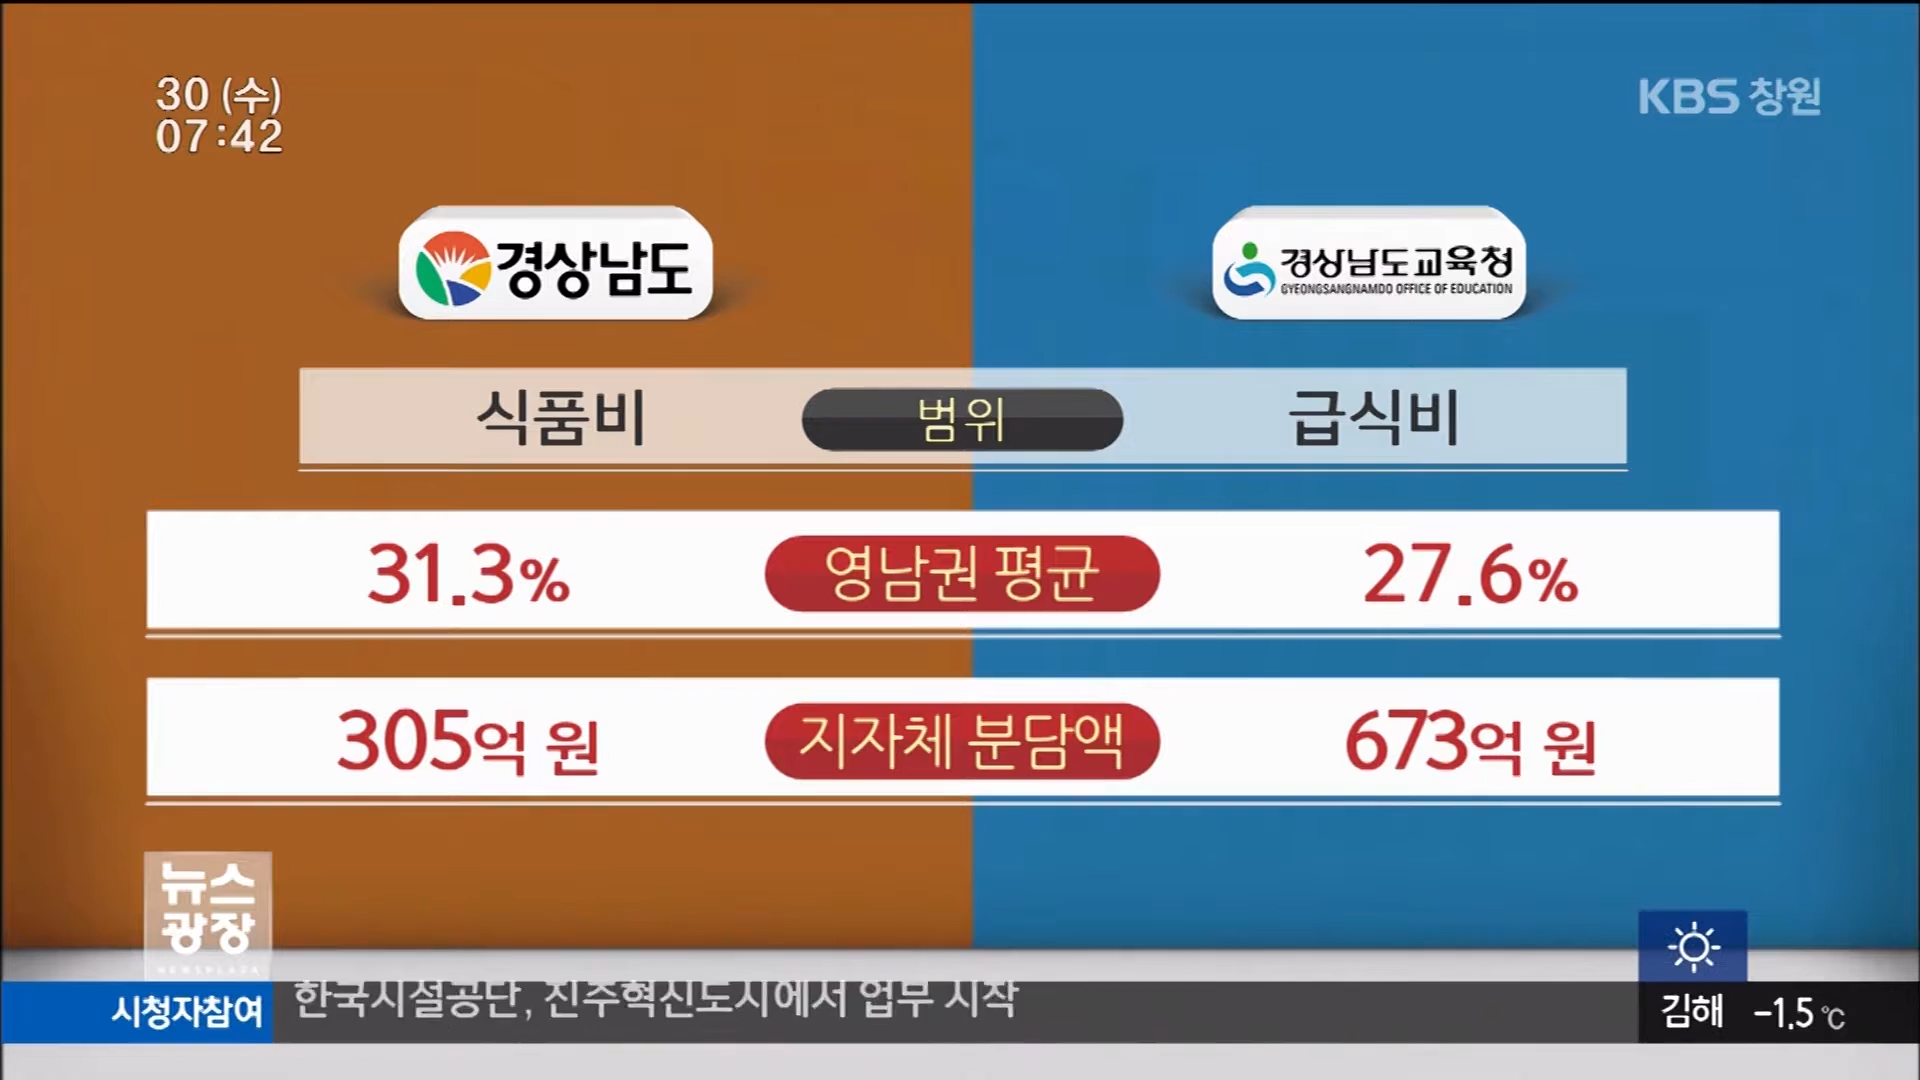 30 (수)
07:42
KBS 창원
경상남도
경상남도교육청
GYEONGSANGNAMDO OFFICE OF EDUCATION
식품비 범위 급식비
31.3% 영남권 평균 27.6%
305억 원 지자체 분담액 673억 원
뉴스
광장
NEWSPLAZA
시청자참여
한국시설공단, 진주혁신도시에서 업무 시작
김해 -1.5℃